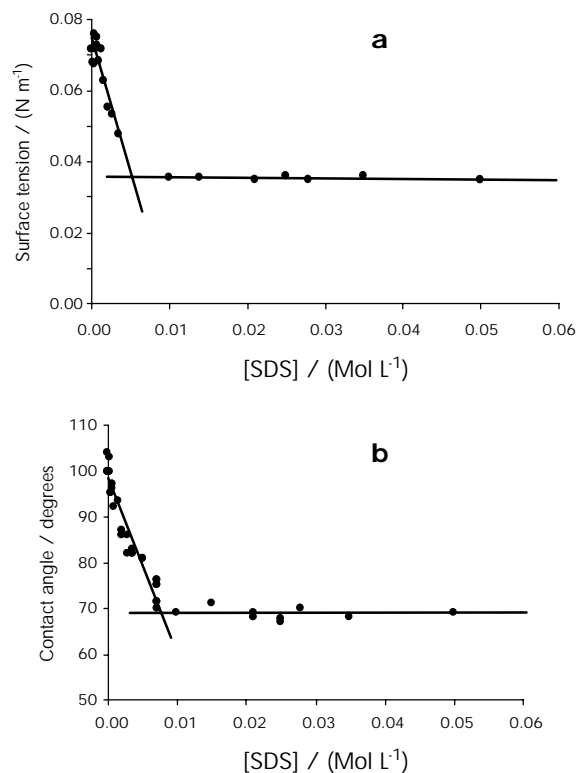 a
Surface tension / (N m⁻¹)
0.08
0.06
0.04
0.02
0.00
0.00 0.01 0.02 0.03 0.04 0.05 0.06
[SDS] / (Mol L⁻¹)
b
Contact angle / degrees
110
100
90
80
70
60
50
0.00 0.01 0.02 0.03 0.04 0.05 0.06
[SDS] / (Mol L⁻¹)